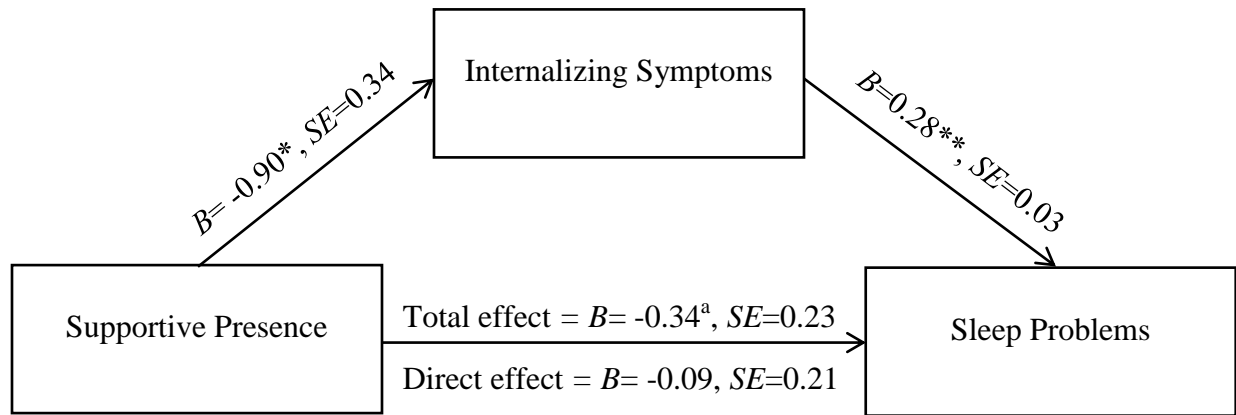 Internalizing Symptoms
B= -0.90*, SE=0.34
B=0.28**, SE=0.03
Supportive Presence
Total effect = B= -0.34ᵃ, SE=0.23
Direct effect = B= -0.09, SE=0.21
Sleep Problems